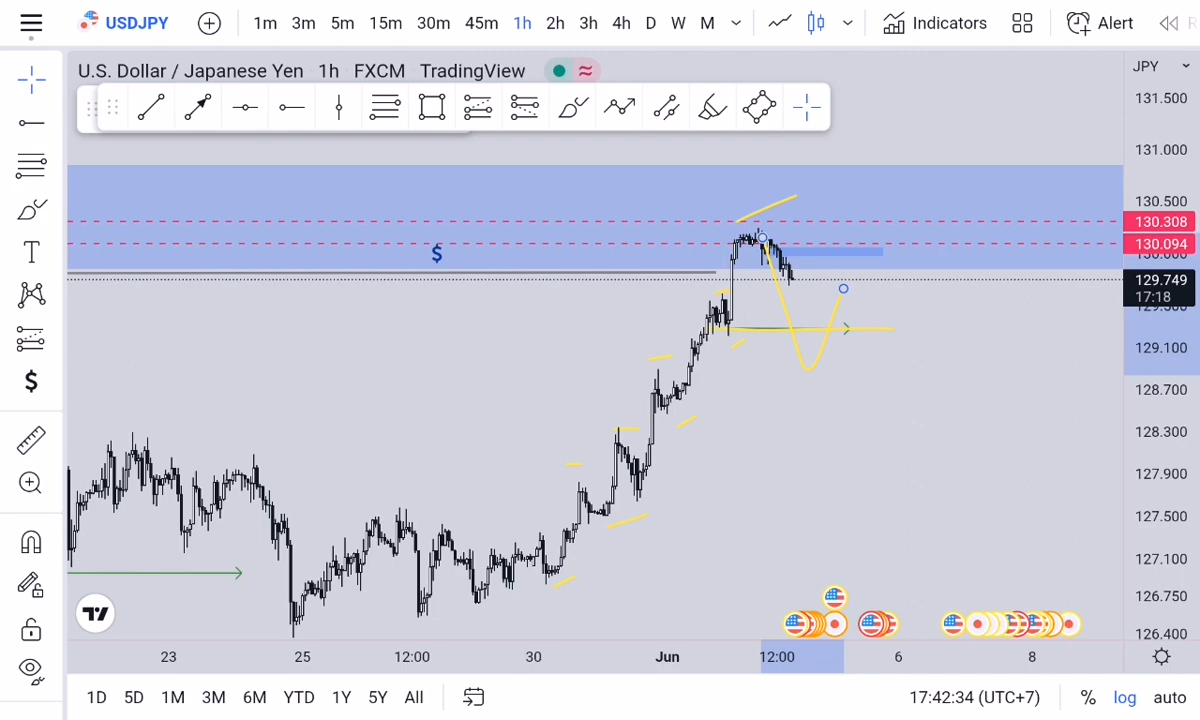 USDJPY 1m 3m 5m 15m 30m 45m 1h 2h 3h 4h D W M Indicators Alert
U.S. Dollar / Japanese Yen 1h FXCM TradingView
JPY
131.500
131.000
130.500
130.308
130.094
129.749
17:18
129.100
128.700
128.300
127.900
127.500
127.100
126.750
126.400
$
T
$
23 25 12:00 30 Jun 12:00 6 8
1D 5D 1M 3M 6M YTD 1Y 5Y All 17:42:34 (UTC+7) % log auto